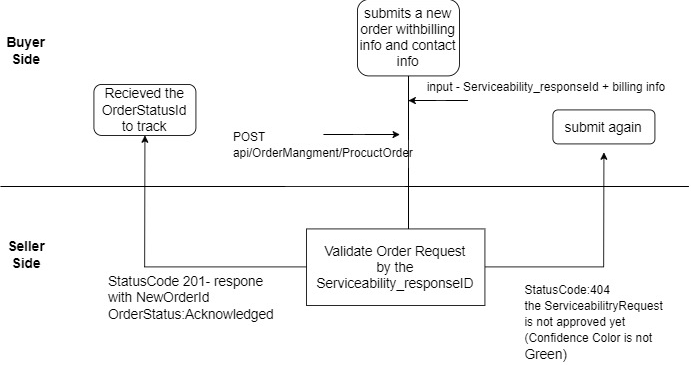 submits a new
order withbilling
info and contact
info
Buyer
Side
input - Serviceability_responseId + billing info
Recieved the
OrderStatusId
to track
POST
api/OrderMangment/ProcuctOrder
submit again
Seller
Side
Validate Order Request
by the
Serviceability_responseID
StatusCode 201- respone
with NewOrderId
OrderStatus:Acknowledged
StatusCode:404
the ServiceabilitryRequest
is not approved yet
(Confidence Color is not
Green)